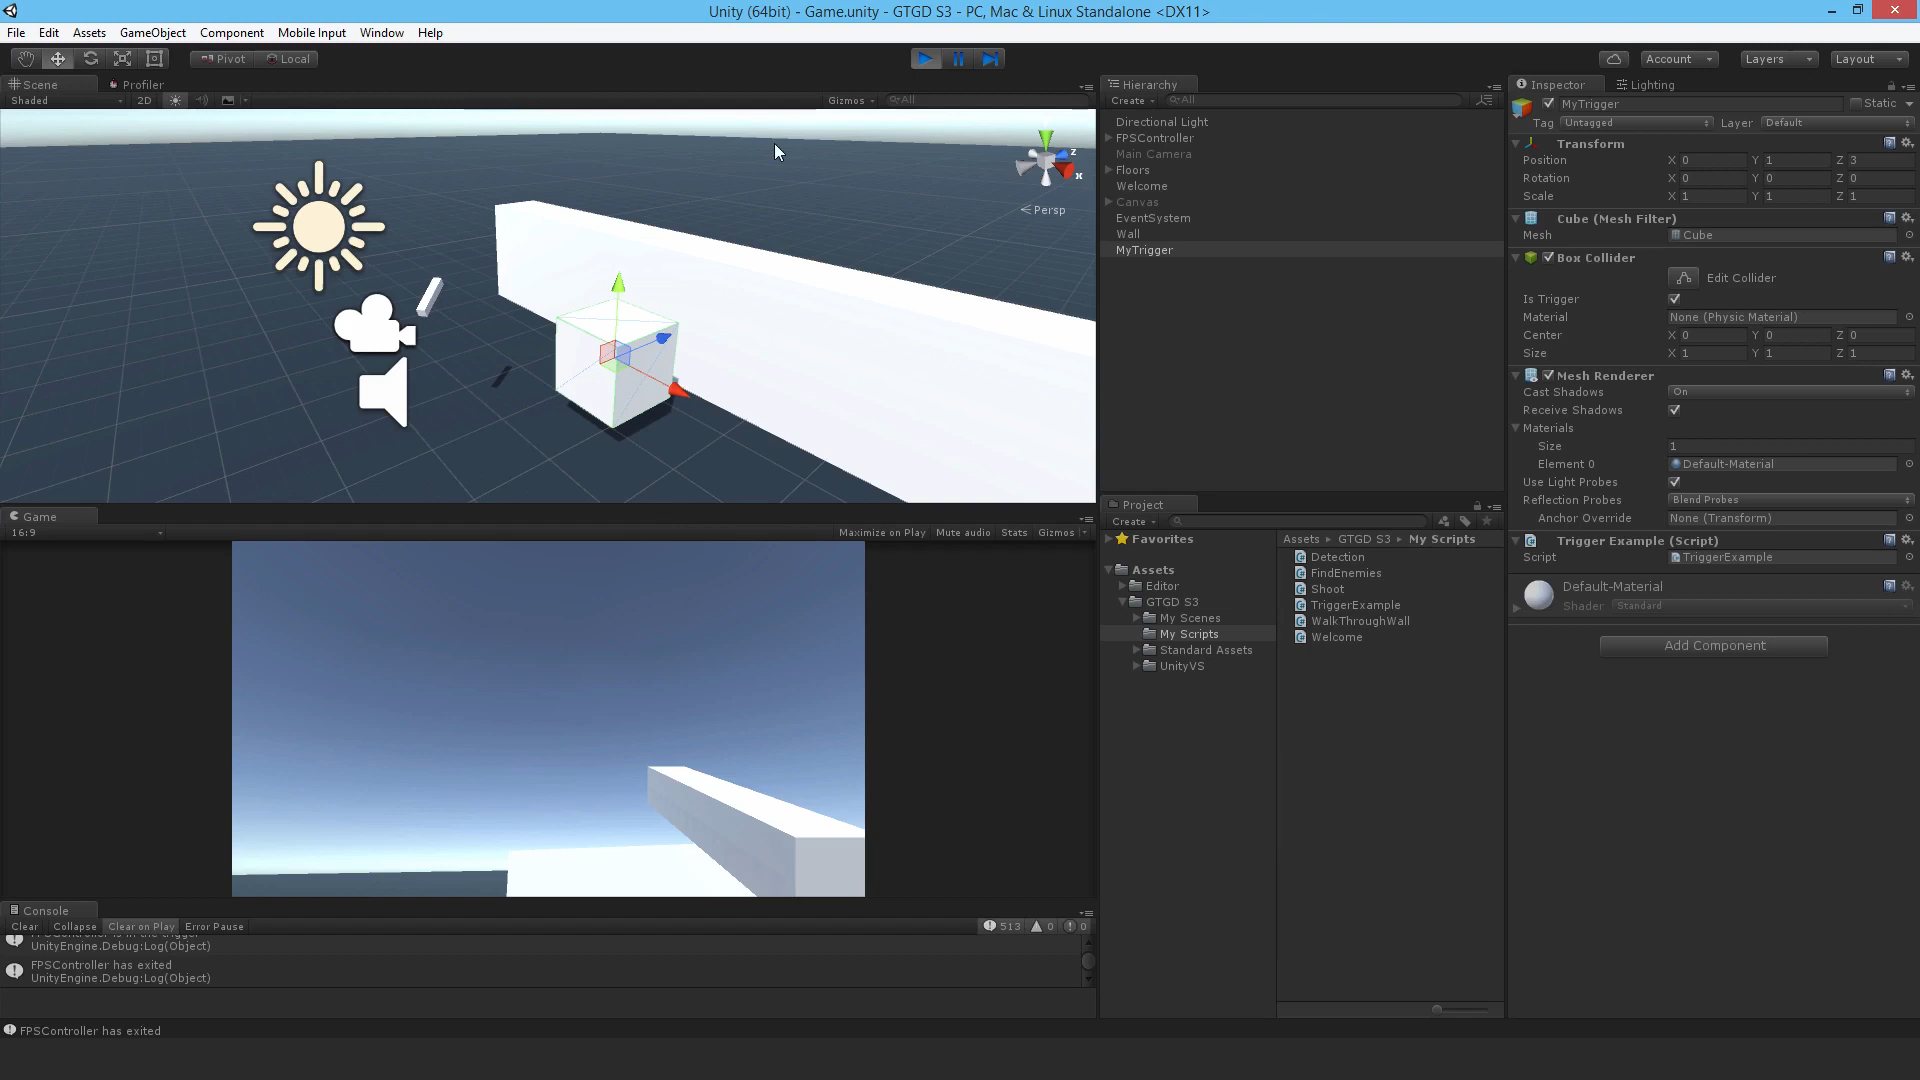 Unity (64bit) - Game.unity - GTGD S3 - PC, Mac & Linux Standalone <DX11>
File Edit Assets GameObject Component Mobile Input Window Help
Pivot Local Account Layers Layout
Scene Profiler
Shaded 2D Gizmos All
z
x
Persp
Game
16:9 Maximize on Play Mute audio Stats Gizmos
Console
Clear Collapse Clear on Play Error Pause 513 0 0
FPSController is in the trigger
UnityEngine.Debug:Log(Object)
FPSController has exited
UnityEngine.Debug:Log(Object)
FPSController has exited
Hierarchy
Create All
Directional Light
FPSController
Main Camera
Floors
Welcome
Canvas
EventSystem
Wall
MyTrigger
Project
Create
Favorites
Assets
Editor
GTGD S3
My Scenes
My Scripts
Standard Assets
UnityVS
Assets GTGD S3 My Scripts
Detection
FindEnemies
Shoot
TriggerExample
WalkThroughWall
Welcome
Inspector Lighting
MyTrigger Static
Tag Untagged Layer Default
Transform
Position X 0 Y 1 Z 3
Rotation X 0 Y 0 Z 0
Scale X 1 Y 1 Z 1
Cube (Mesh Filter)
Mesh Cube
Box Collider
Edit Collider
Is Trigger
Material None (Physic Material)
Center X 0 Y 0 Z 0
Size X 1 Y 1 Z 1
Mesh Renderer
Cast Shadows On
Receive Shadows
Materials
Size 1
Element 0 Default-Material
Use Light Probes
Reflection Probes Blend Probes
Anchor Override None (Transform)
Trigger Example (Script)
Script TriggerExample
Default-Material
Shader Standard
Add Component